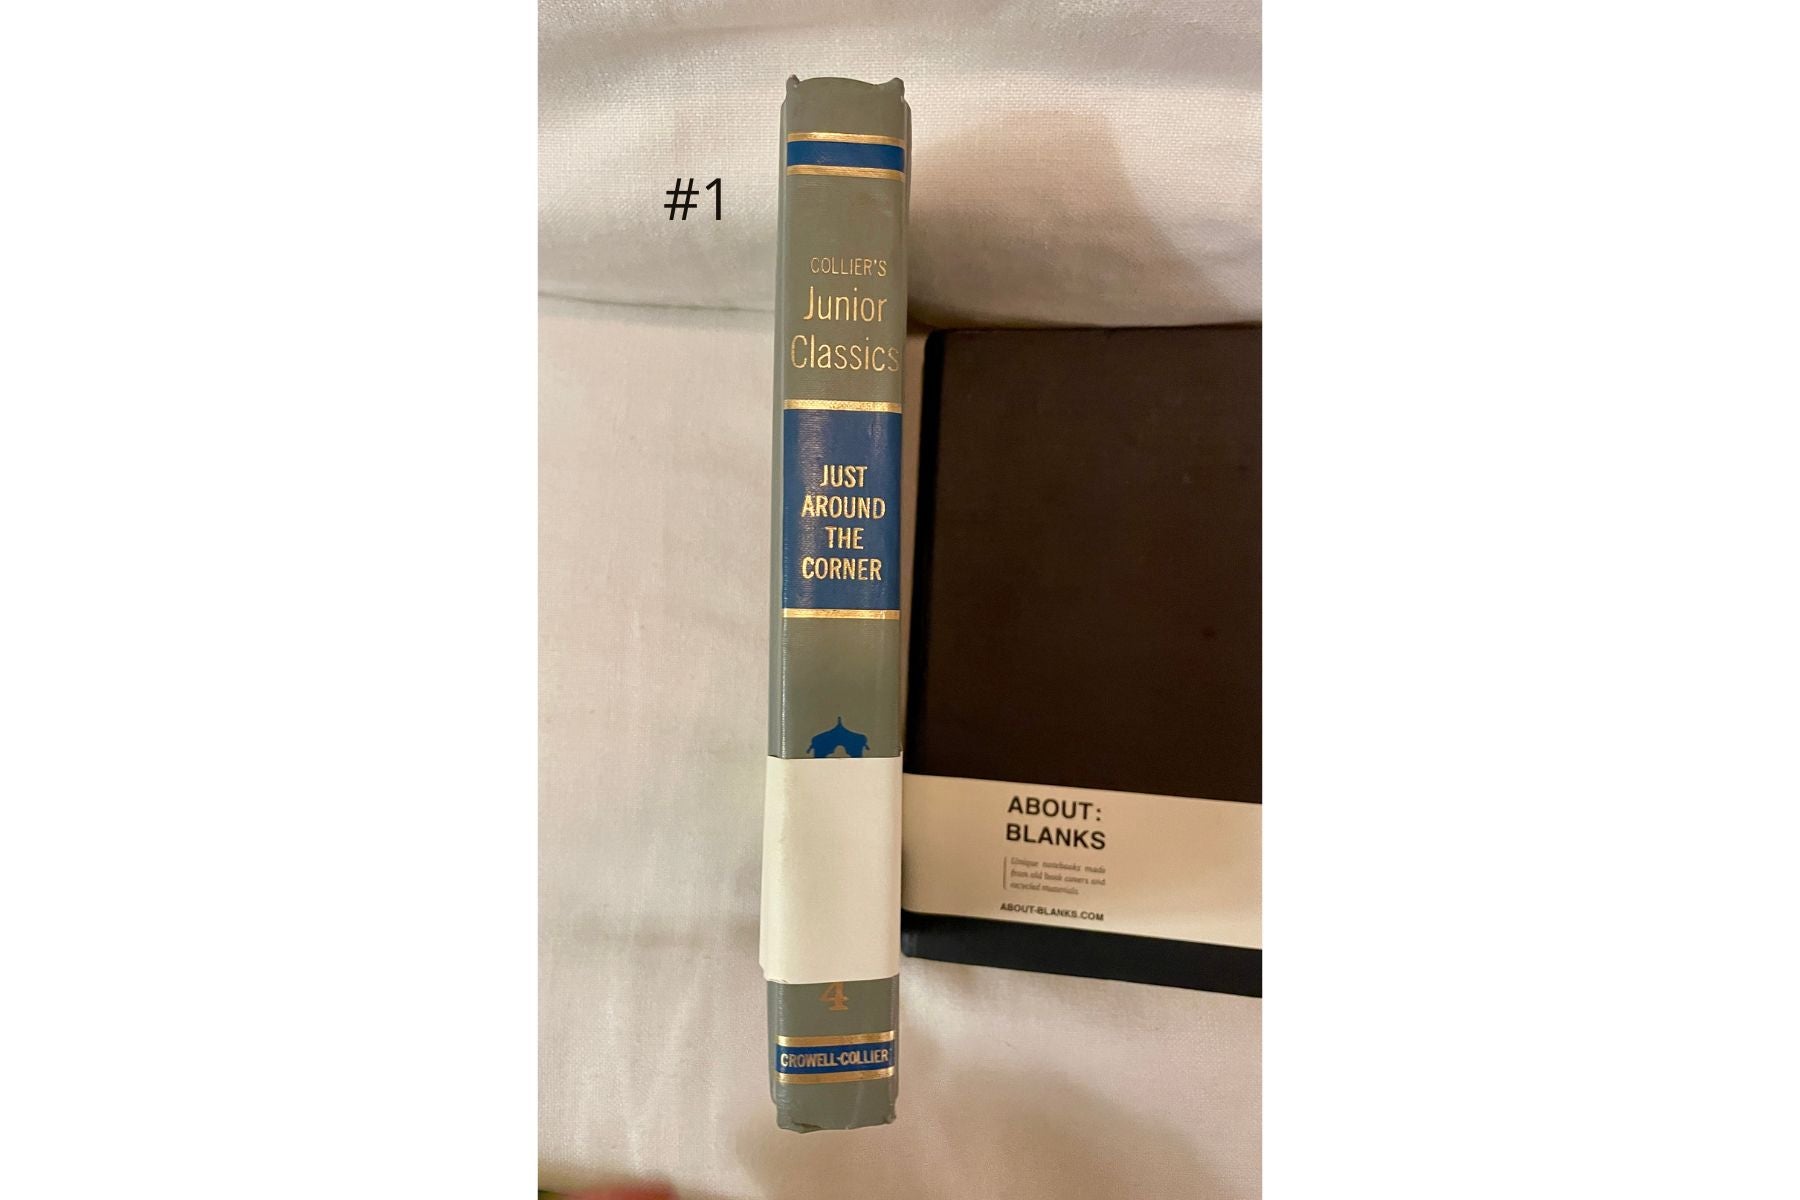 #1
COLLIER'S
Junior
Classics
JUST
AROUND
THE
CORNER
4
CROWELL-COLLIER
ABOUT:
BLANKS
Unique notebooks made
from old book covers and
recycled materials
ABOUT-BLANKS.COM